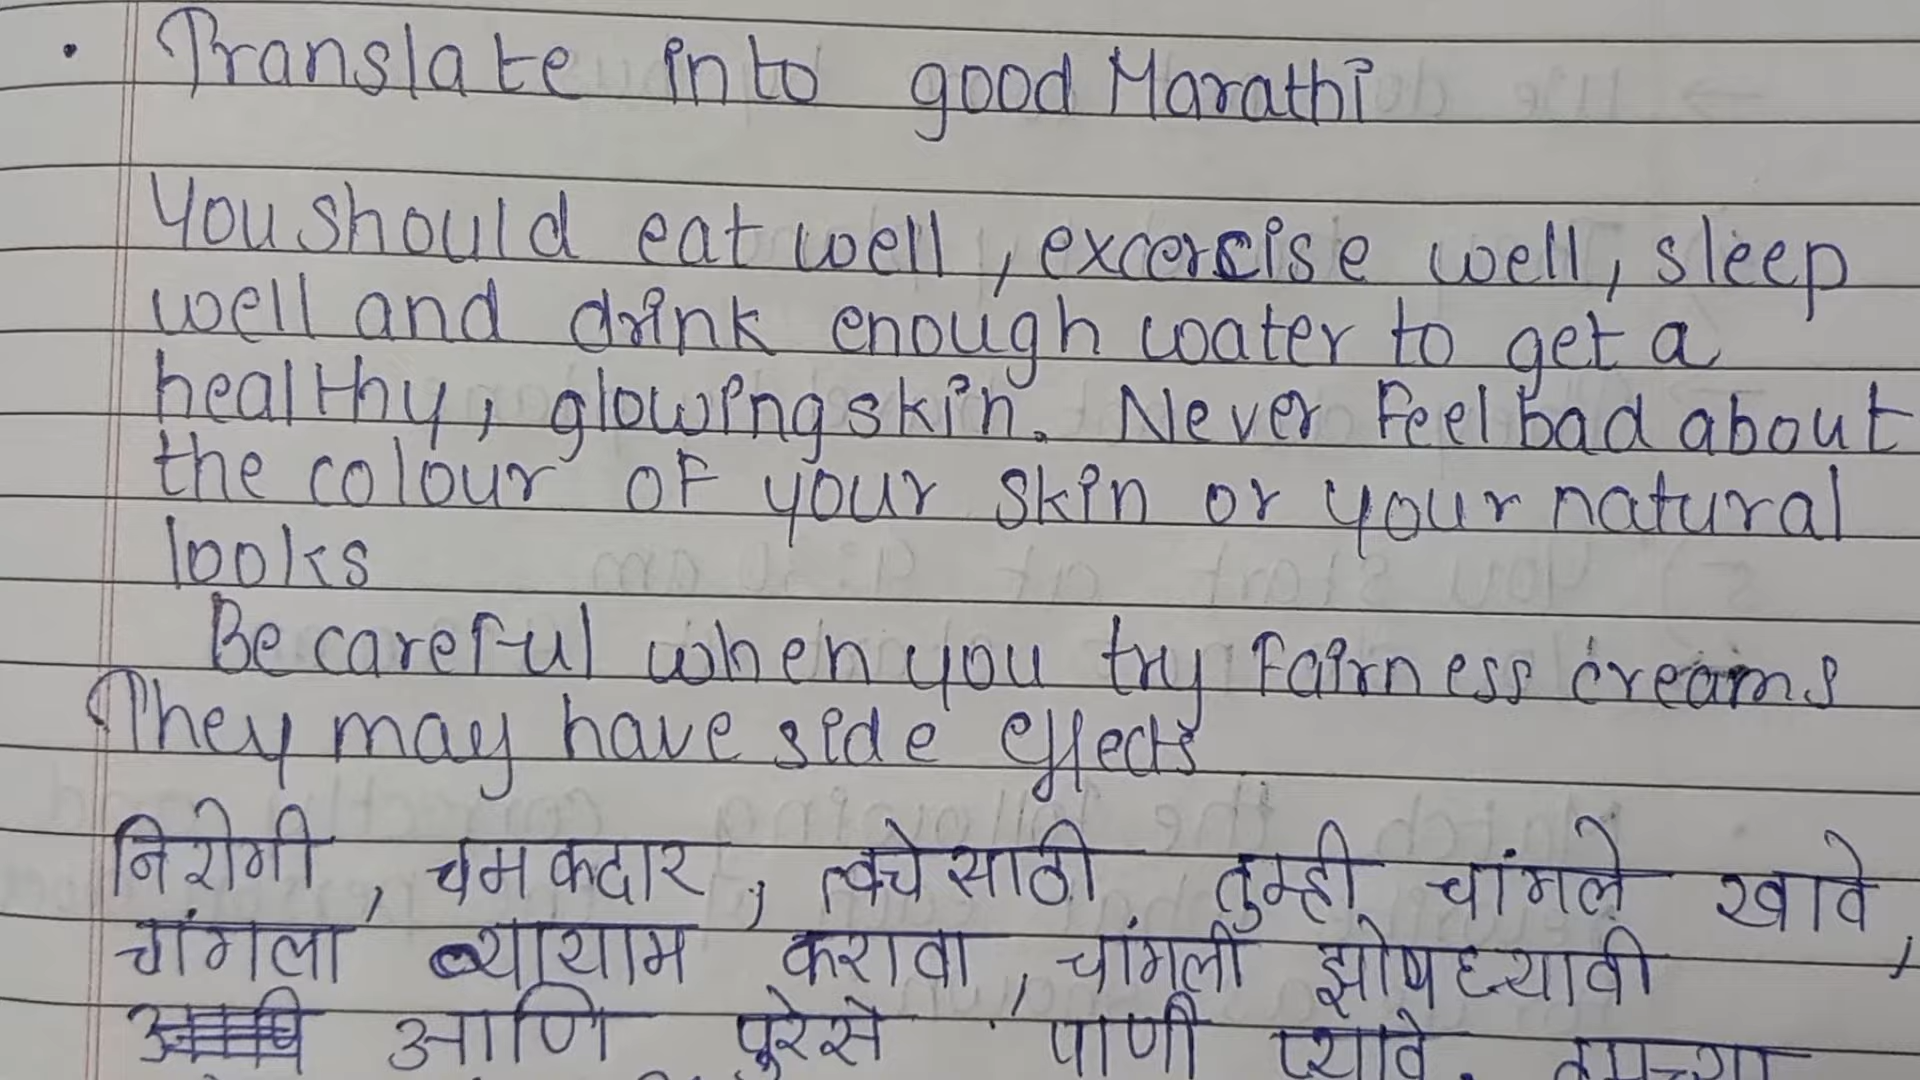 • Translate into good Marathi
You should eat well, excercise well, sleep
well and drink enough water to get a
healthy, glowing skin. Never feel bad about
the colour of your skin or your natural
looks
Be careful when you try fairness creams
They may have side effects
निरोगी, चमकदार, त्वचेसाठी तुम्ही चांगले खावे,
चांगला व्यायाम करावा, चांगली झोप घ्यावी
आणि पुरेसे पाणी प्यावे. तुमच्या